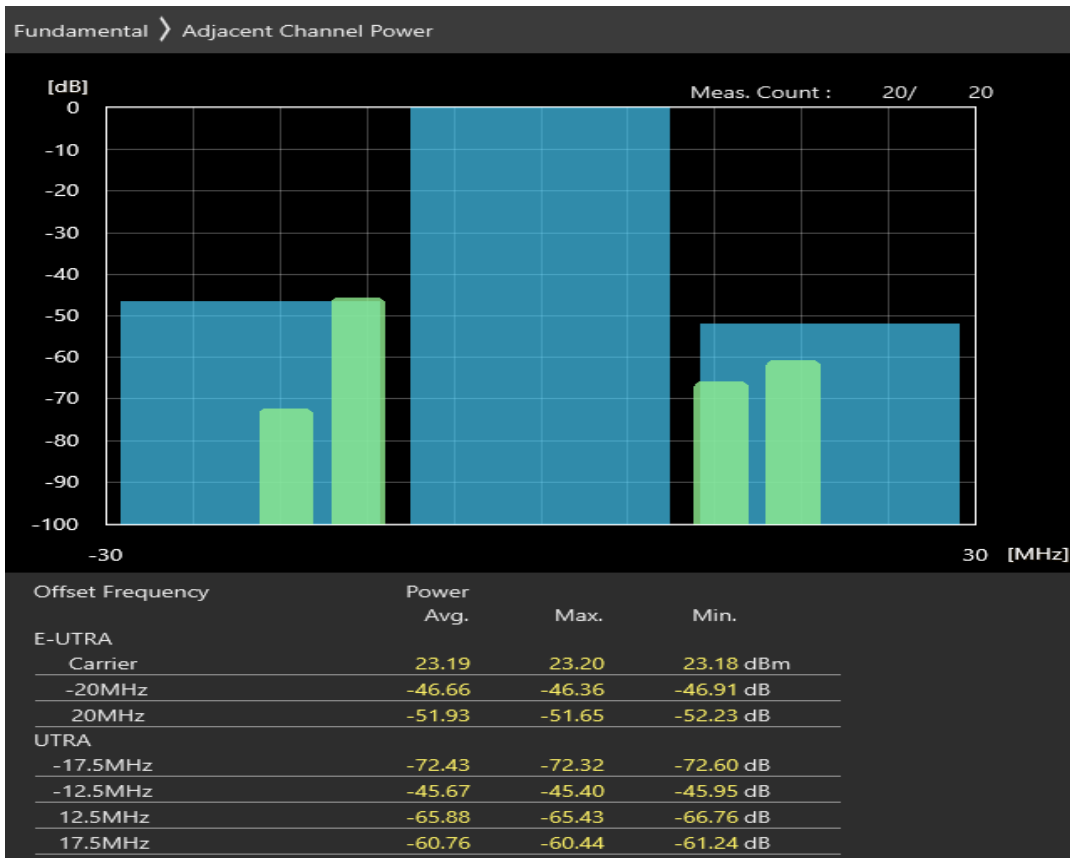 Fundamental 》 Adjacent Channel Power
[dB]
Meas. Count : 20/ 20
0
-10
-20
-30
-40
-50
-60
-70
-80
-90
-100
-30 30 [MHz]
Offset Frequency Power
Avg. Max. Min.
E-UTRA
Carrier 23.19 23.20 23.18 dBm
-20MHz -46.66 -46.36 -46.91 dB
20MHz -51.93 -51.65 -52.23 dB
UTRA
-17.5MHz -72.43 -72.32 -72.60 dB
-12.5MHz -45.67 -45.40 -45.95 dB
12.5MHz -65.88 -65.43 -66.76 dB
17.5MHz -60.76 -60.44 -61.24 dB